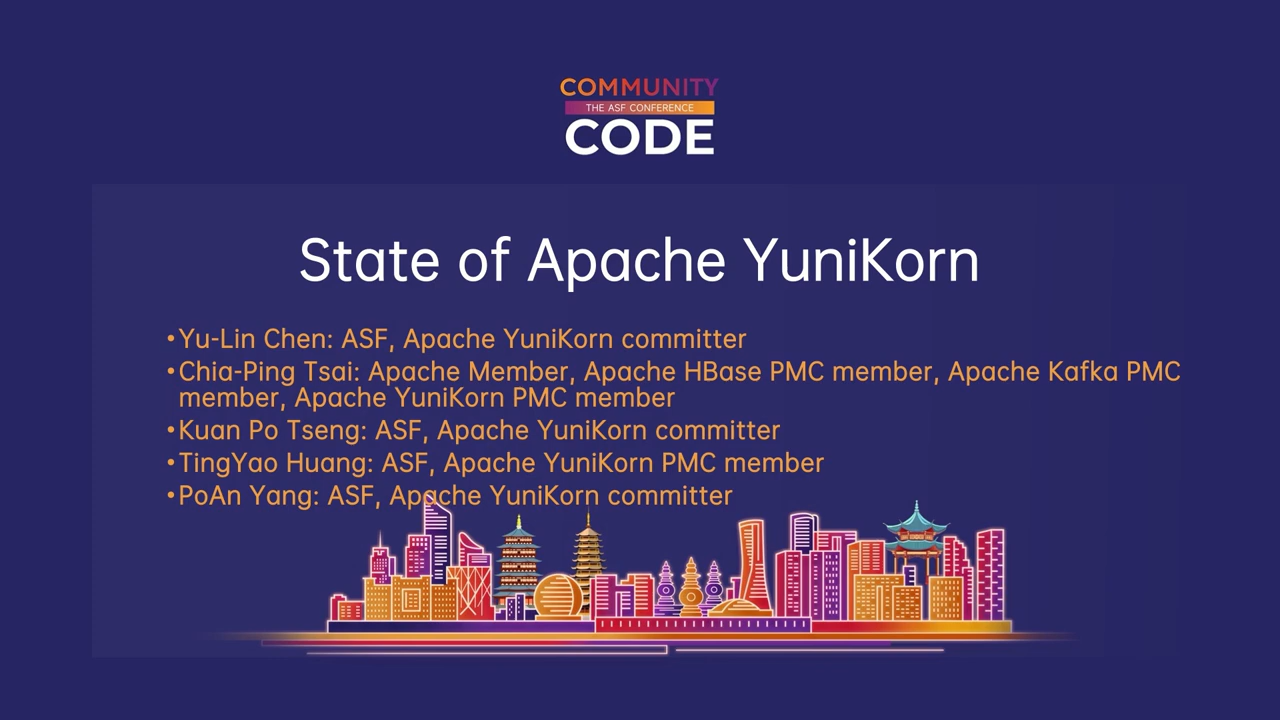 COMMUNITY
THE ASF CONFERENCE
CODE
State of Apache YuniKorn
•Yu-Lin Chen: ASF, Apache YuniKorn committer
•Chia-Ping Tsai: Apache Member, Apache HBase PMC member, Apache Kafka PMC
member, Apache YuniKorn PMC member
•Kuan Po Tseng: ASF, Apache YuniKorn committer
•TingYao Huang: ASF, Apache YuniKorn PMC member
•PoAn Yang: ASF, Apache YuniKorn committer